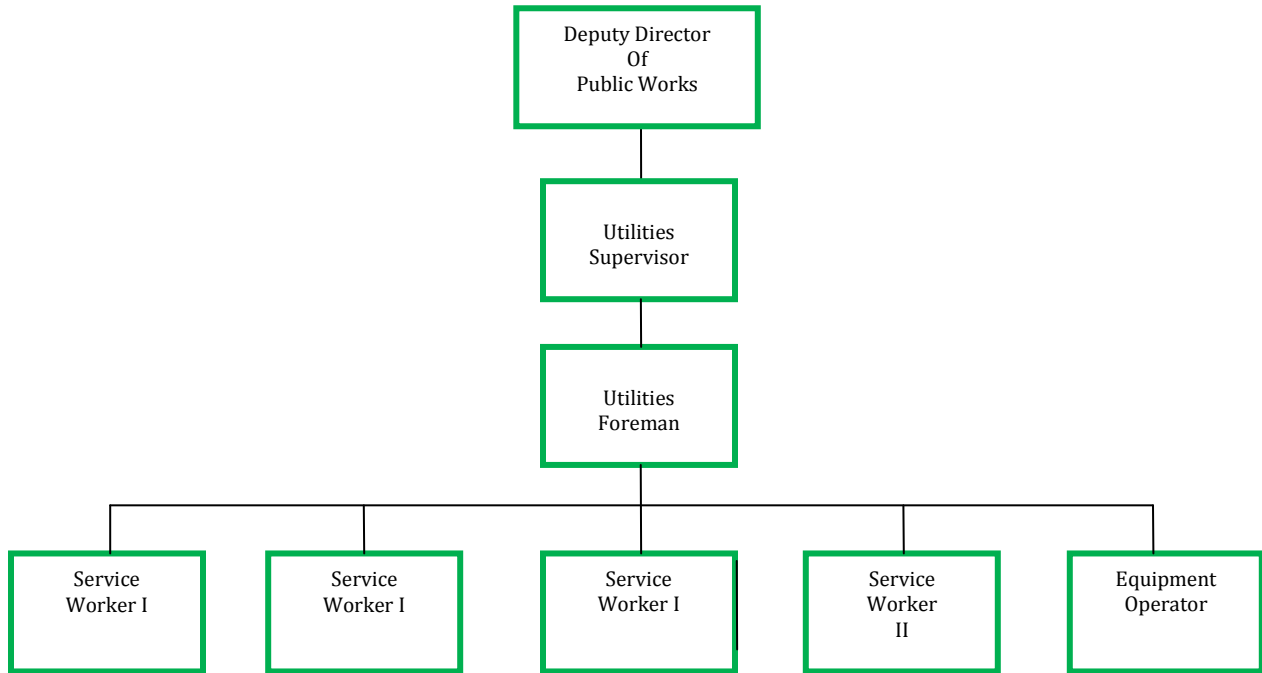 Deputy Director
Of
Public Works
Utilities
Supervisor
Utilities
Foreman
Service
Worker I
Service
Worker I
Service
Worker I
Service
Worker
II
Equipment
Operator